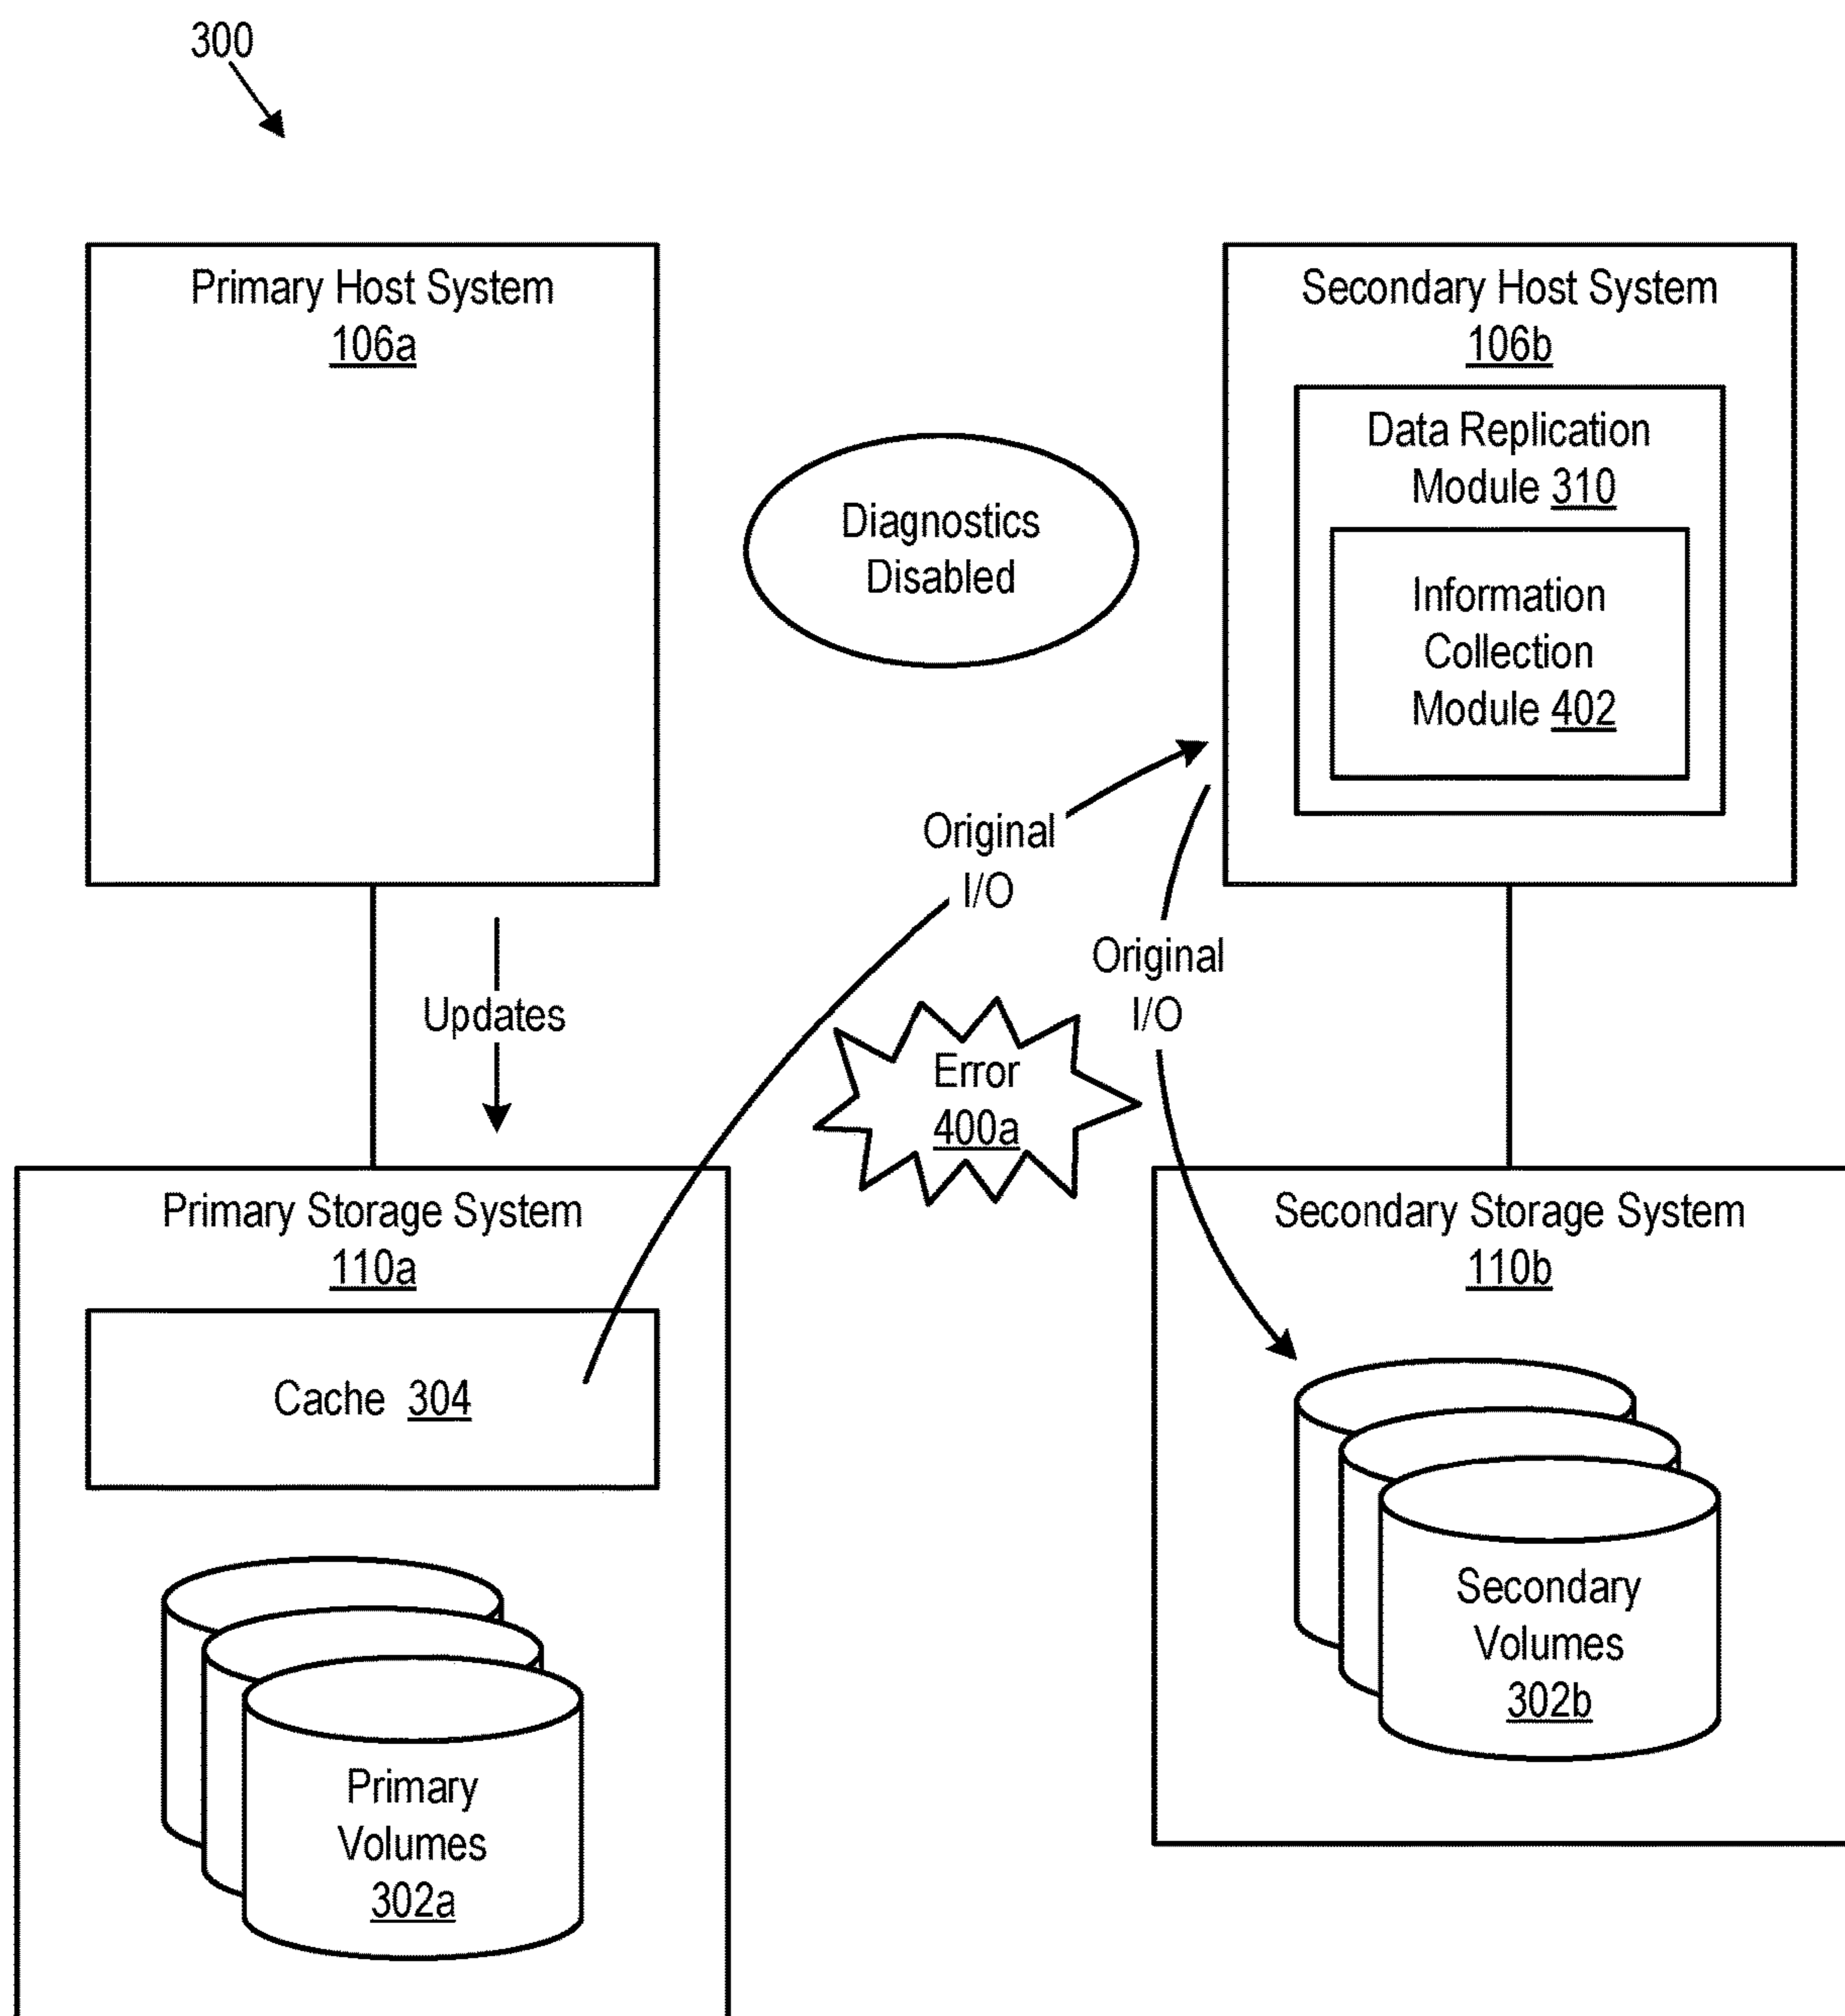 300
Primary Host System
106a
Secondary Host System
106b
Data Replication
Module 310
Information
Collection
Module 402
Diagnostics
Disabled
Original
I/O
Original
I/O
Updates
Error
400a
Primary Storage System
110a
Cache 304
Primary
Volumes
302a
Secondary Storage System
110b
Secondary
Volumes
302b